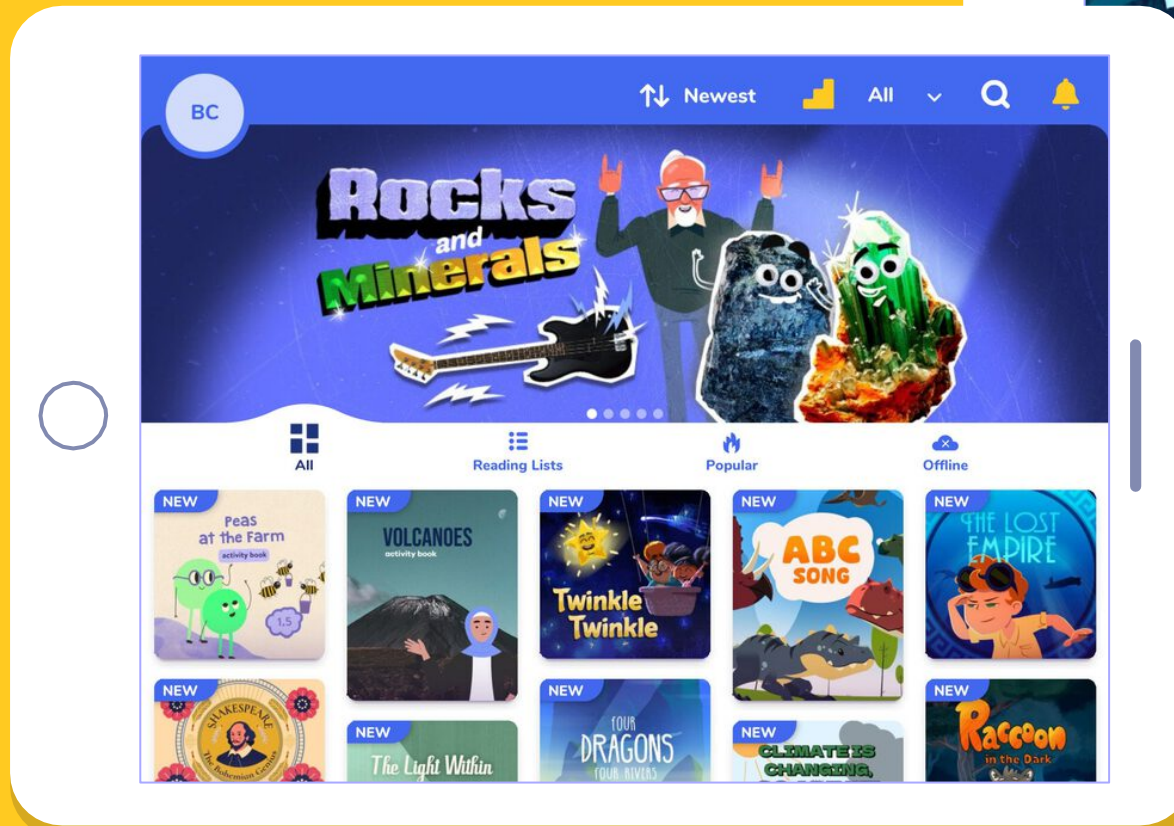 BC
Newest
All
Rocks
and
Minerals
All
Reading Lists
Popular
Offline
NEW
Peas
at the Farm
activity book
1,5
NEW
VOLCANOES
activity book
NEW
Twinkle
Twinkle
NEW
ABC
SONG
NEW
THE LOST
EMPIRE
NEW
SHAKESPEARE
The Bohemian Genius
NEW
The Light Within
NEW
FOUR
DRAGONS
FOUR RIVERS
NEW
CLIMATE IS
CHANGING,
NEW
Raccoon
in the Dark